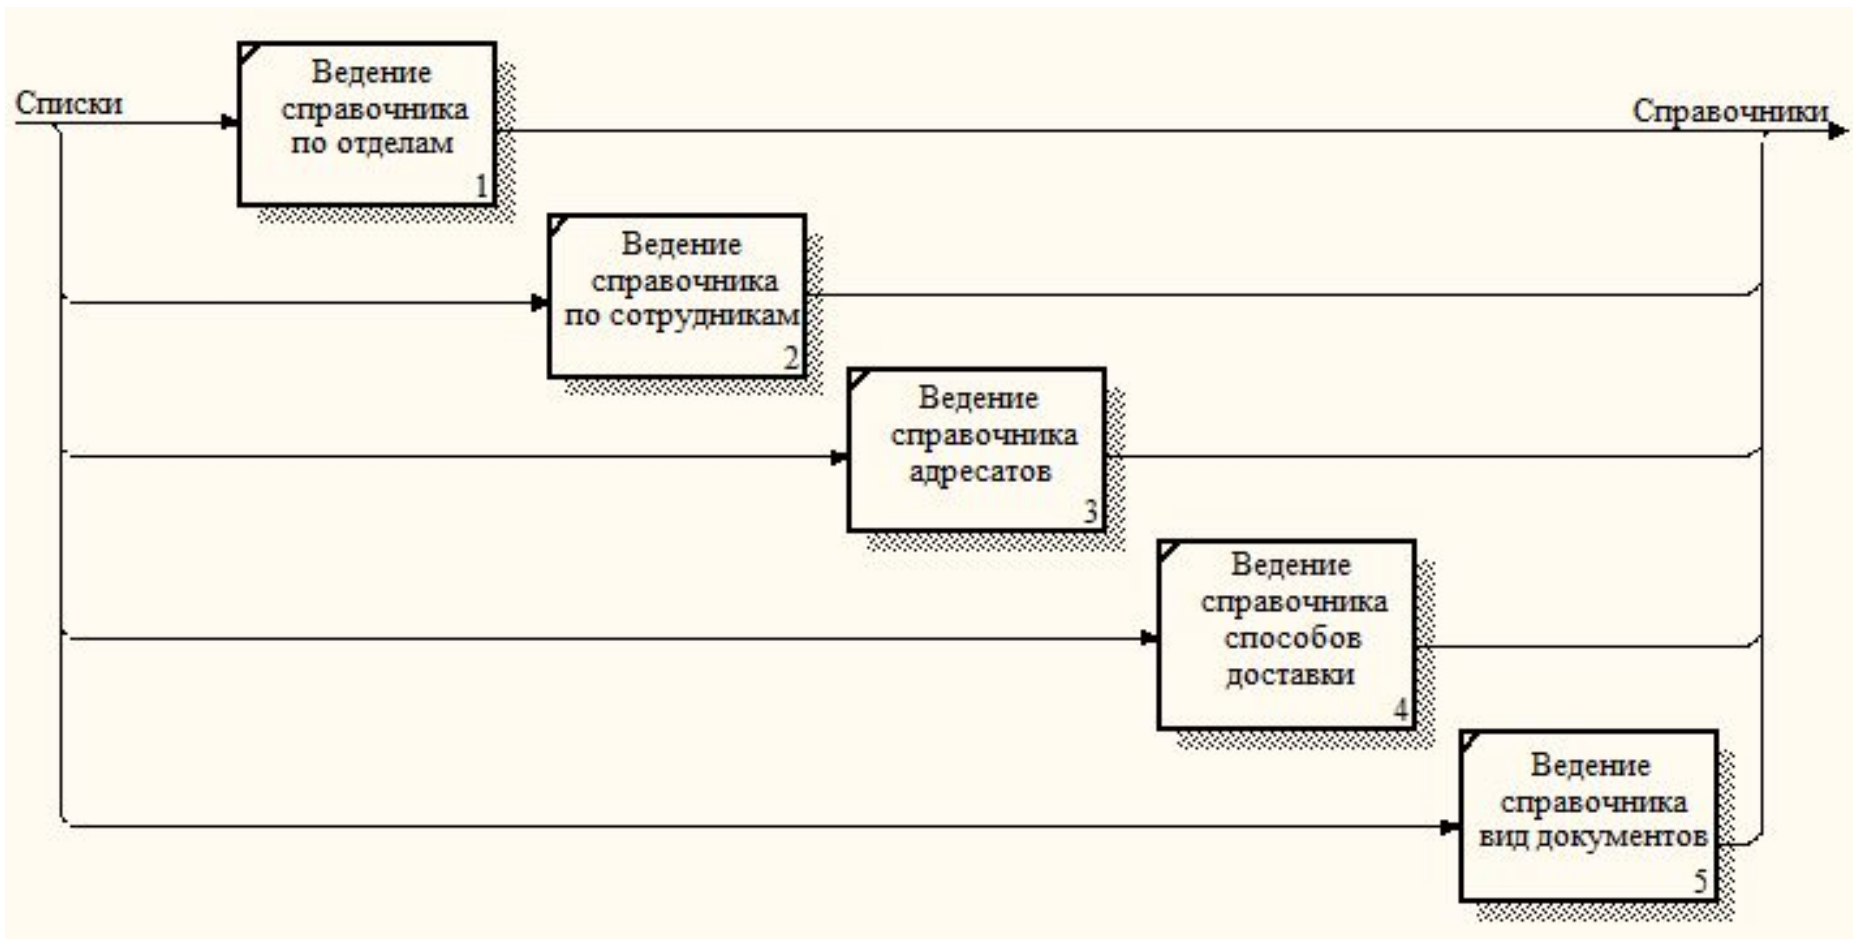 Списки
Ведение
справочника
по отделам
1
Справочники
Ведение
справочника
по сотрудникам
2
Ведение
справочника
адресатов
3
Ведение
справочника
способов
доставки
4
Ведение
справочника
вид документов
5